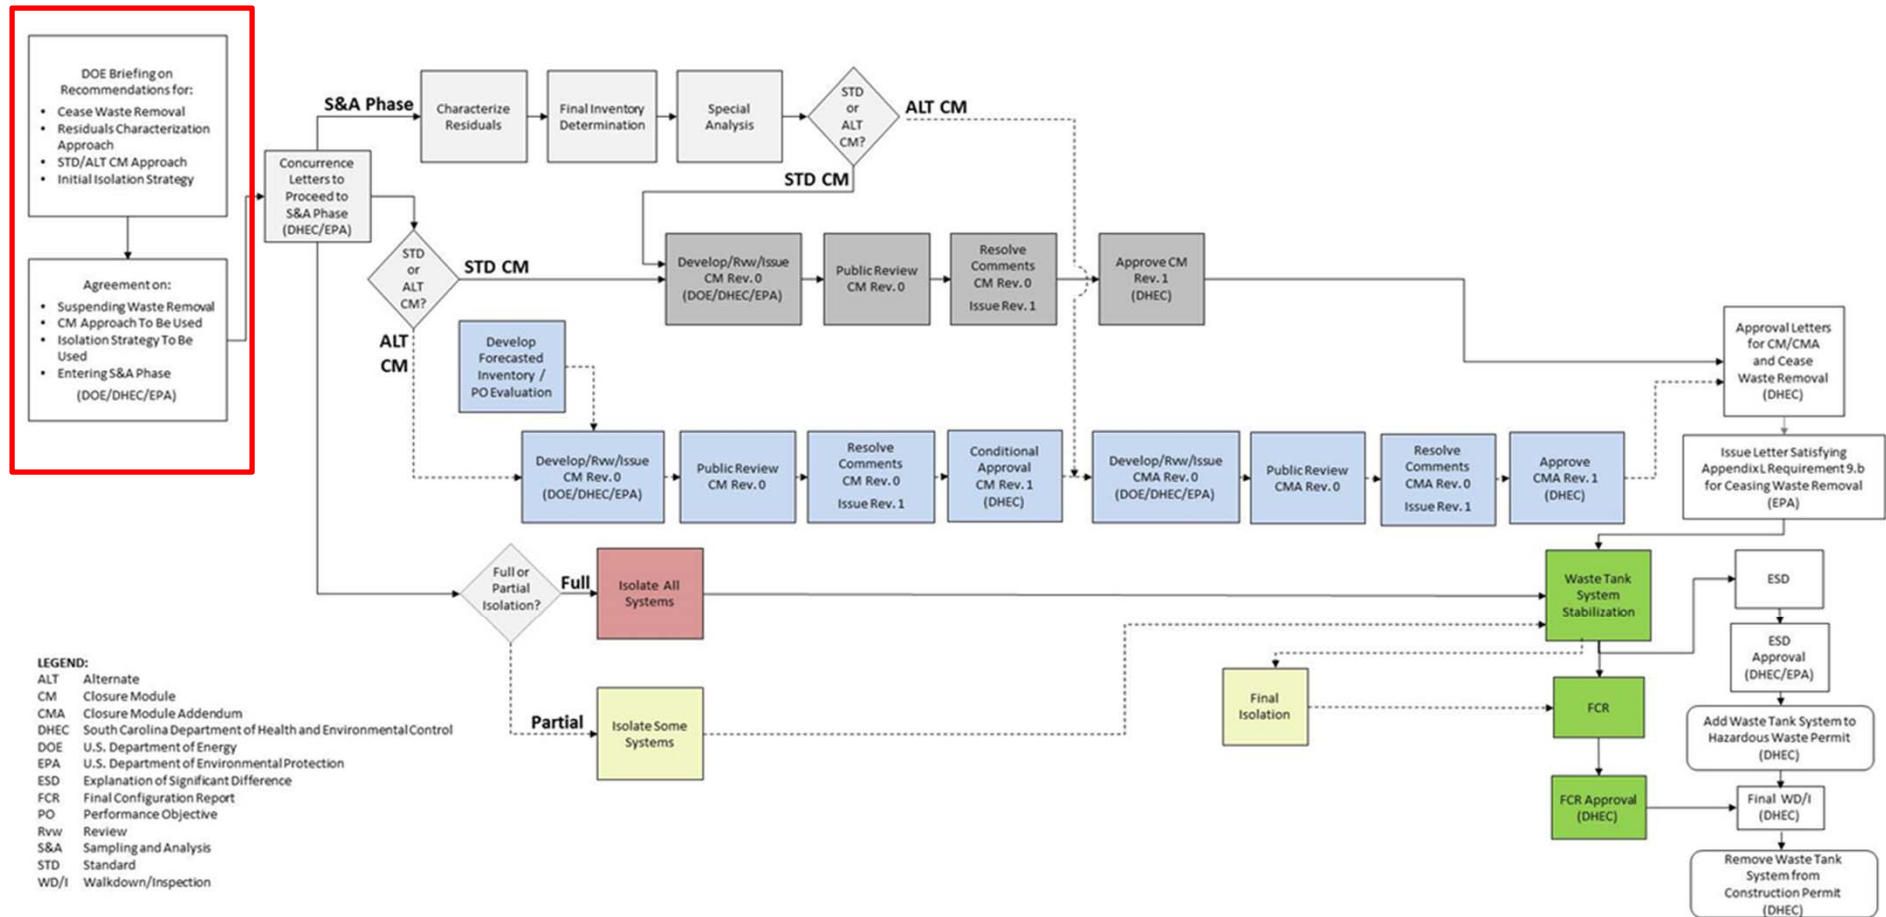 DOE Briefing on
Recommendations for:
• Cease Waste Removal
• Residuals Characterization
Approach
• STD/ALT CM Approach
• Initial Isolation Strategy
Agreement on:
• Suspending Waste Removal
• CM Approach To Be Used
• Isolation Strategy To Be
Used
• Entering S&A Phase
(DOE/DHEC/EPA)
Concurrence
Letters to
Proceed to
S&A Phase
(DHEC/EPA)
S&A Phase
Characterize
Residuals
Final Inventory
Determination
Special
Analysis
STD
or
ALT
CM?
ALT CM
STD CM
STD
or
ALT
CM?
STD CM
ALT
CM
Develop/Rvw/Issue
CM Rev. 0
(DOE/DHEC/EPA)
Public Review
CM Rev. 0
Resolve
Comments
CM Rev. 0
Issue Rev. 1
Approve CM
Rev. 1
(DHEC)
Develop
Forecasted
Inventory /
PO Evaluation
Develop/Rvw/Issue
CM Rev. 0
(DOE/DHEC/EPA)
Public Review
CM Rev. 0
Resolve
Comments
CM Rev. 0
Issue Rev. 1
Conditional
Approval
CM Rev. 1
(DHEC)
Develop/Rvw/Issue
CMA Rev. 0
(DOE/DHEC/EPA)
Public Review
CMA Rev. 0
Resolve
Comments
CMA Rev. 0
Issue Rev. 1
Approve
CMA Rev. 1
(DHEC)
Approval Letters
for CM/CMA
and Cease
Waste Removal
(DHEC)
Issue Letter Satisfying
Appendix L Requirement 9.b
for Ceasing Waste Removal
(EPA)
Full or
Partial
Isolation?
Full
Isolate All
Systems
Partial
Isolate Some
Systems
Waste Tank
System
Stabilization
Final
Isolation
FCR
FCR Approval
(DHEC)
ESD
ESD
Approval
(DHEC/EPA)
Add Waste Tank System to
Hazardous Waste Permit
(DHEC)
Final WD/I
(DHEC)
Remove Waste Tank
System from
Construction Permit
(DHEC)
LEGEND:
ALT Alternate
CM Closure Module
CMA Closure Module Addendum
DHEC South Carolina Department of Health and Environmental Control
DOE U.S. Department of Energy
EPA U.S. Department of Environmental Protection
ESD Explanation of Significant Difference
FCR Final Configuration Report
PO Performance Objective
Rvw Review
S&A Sampling and Analysis
STD Standard
WD/I Walkdown/Inspection